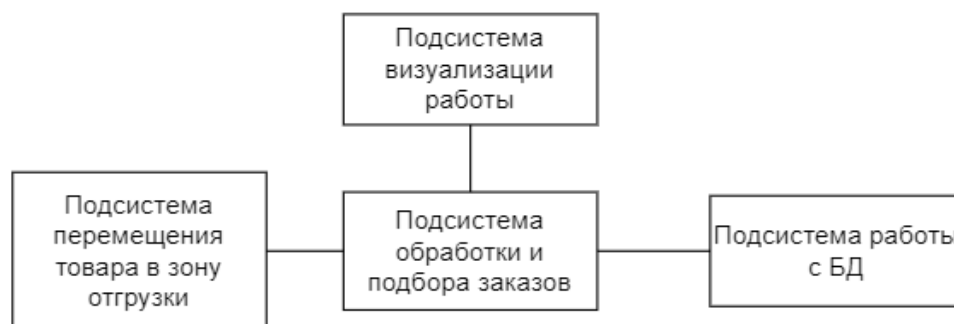 Подсистема
визуализации
работы
Подсистема
перемещения
товара в зону
отгрузки
Подсистема
обработки и
подбора заказов
Подсистема работы
с БД